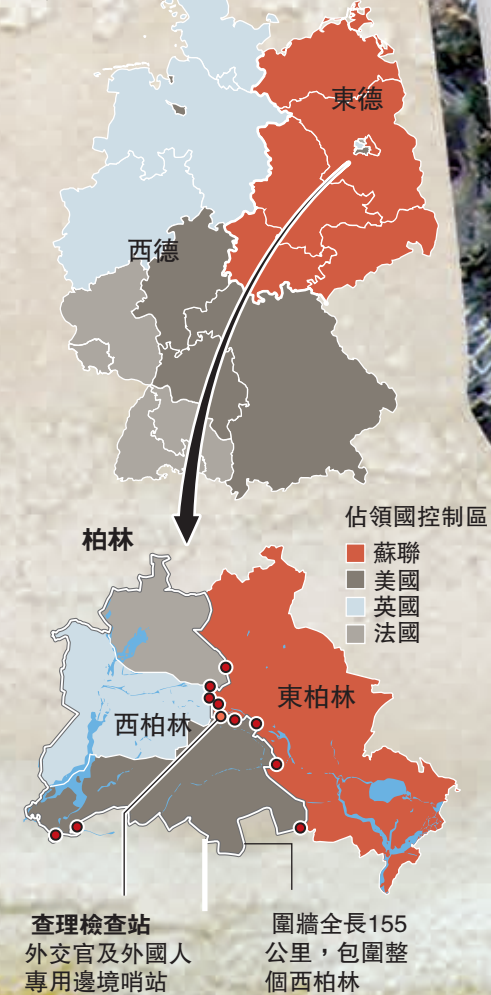 東德
西德
柏林
佔領國控制區
蘇聯
美國
英國
法國
東柏林
西柏林
查理檢查站
外交官及外國人
專用邊境哨站
圍牆全長155
公里，包圍整
個西柏林